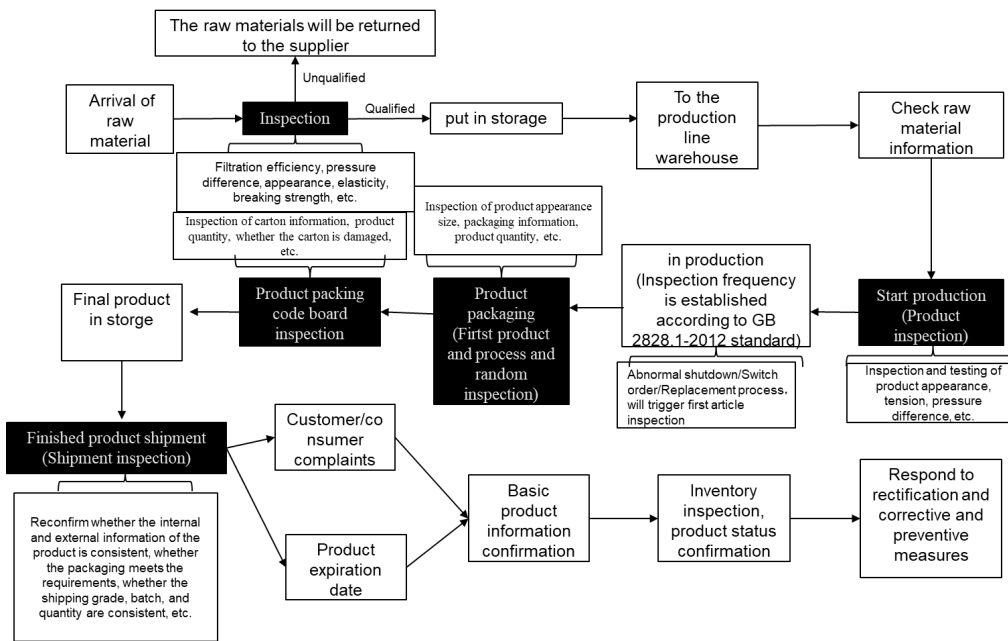 The raw materials will be returned
to the supplier
Unqualified
Arrival of
raw
material
Inspection
Qualified
put in storage
To the
production
line
warehouse
Check raw
material
information
Filtration efficiency, pressure
difference, appearance, elasticity,
breaking strength, etc.
Inspection of carton information, product
quantity, whether the carton is damaged,
etc.
Inspection of product appearance
size, packaging information,
product quantity, etc.
Final product
in storge
Product packing
code board
inspection
Product
packaging
(Firtst product
and process and
random
inspection)
in production
(Inspection frequency
is established
according to GB
2828.1-2012 standard)
Start production
(Product
inspection)
Abnormal shutdown/Switch
order/Replacement process,
will trigger first article
inspection
Inspection and testing of
product appearance,
tension, pressure
difference, etc.
Finished product shipment
(Shipment inspection)
Customer/co
nsumer
complaints
Reconfirm whether the internal
and external information of the
product is consistent, whether
the packaging meets the
requirements, whether the
shipping grade, batch, and
quantity are consistent, etc.
Product
expiration
date
Basic
product
information
confirmation
Inventory
inspection,
product status
confirmation
Respond to
rectification and
corrective and
preventive
measures